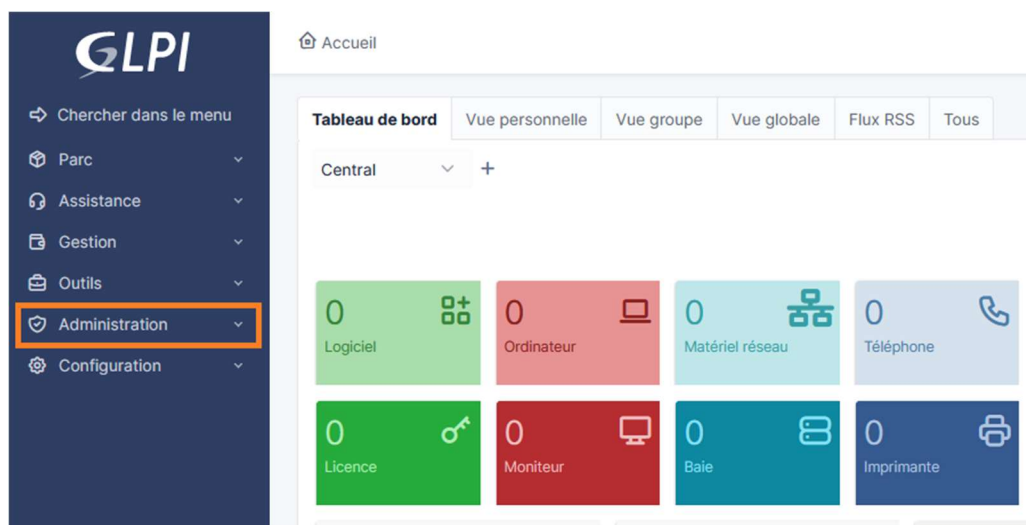 GLPI
Chercher dans le menu
Parc
Assistance
Gestion
Outils
Administration
Configuration
Accueil
Tableau de bord Vue personnelle Vue groupe Vue globale Flux RSS Tous
Central +
0 0 0 0
Logiciel Ordinateur Matériel réseau Téléphone
0 0 0 0
Licence Moniteur Baie Imprimante